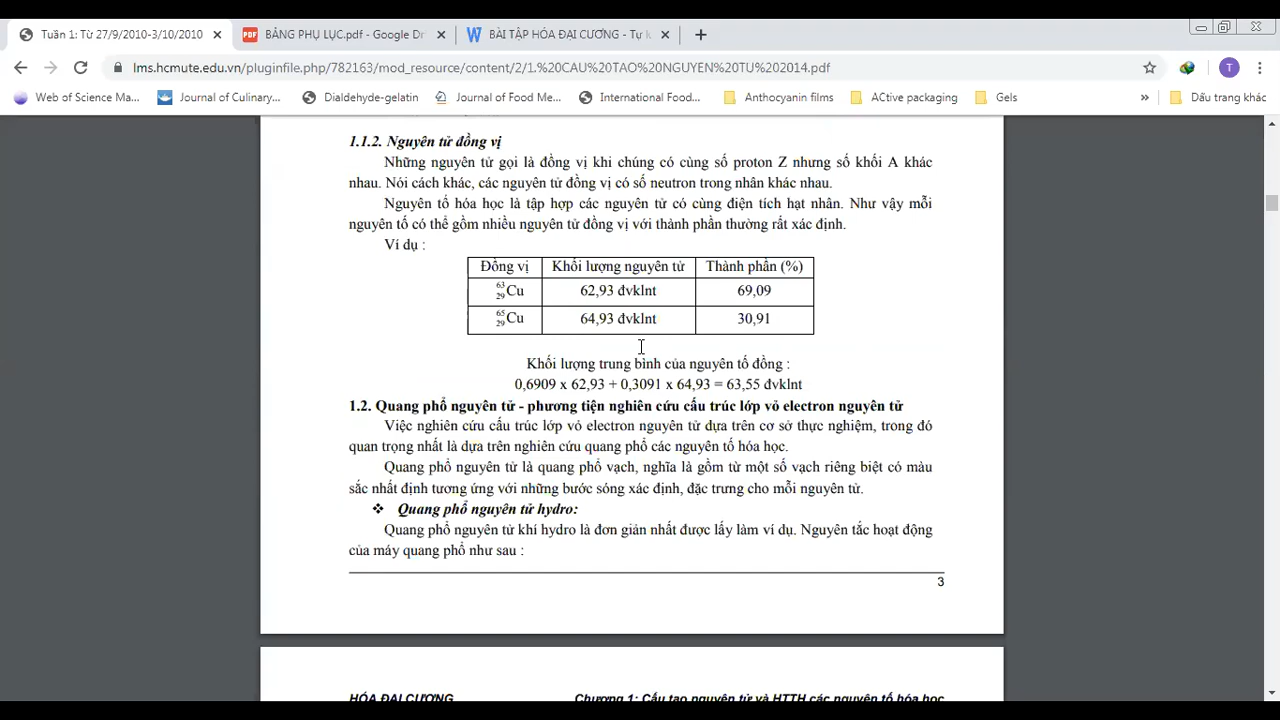 Tuần 1: Từ 27/9/2010-3/10/2010
PDF BẢNG PHỤ LỤC.pdf - Google Dri
BÀI TẬP HÓA ĐẠI CƯƠNG - Tự k
lms.hcmute.edu.vn/pluginfile.php/782163/mod_resource/content/2/1.%20CAU%20TAO%20NGUYEN%20TU%202014.pdf
T
Web of Science Ma... Journal of Culinary... Dialdehyde-gelatin Journal of Food Me... International Food... Anthocyanin films ACtive packaging Gels » Dấu trang khác
1.1.2. Nguyên tử đồng vị
Những nguyên tử gọi là đồng vị khi chúng có cùng số proton Z nhưng số khối A khác
nhau. Nói cách khác, các nguyên tử đồng vị có số neutron trong nhân khác nhau.
Nguyên tố hóa học là tập hợp các nguyên tử có cùng điện tích hạt nhân. Như vậy mỗi
nguyên tố có thể gồm nhiều nguyên tử đồng vị với thành phần thường rất xác định.
Ví dụ :
Đồng vị Khối lượng nguyên tử Thành phần (%)
⁶³₂₉Cu 62,93 đvklnt 69,09
⁶⁵₂₉Cu 64,93 đvklnt 30,91
Khối lượng trung bình của nguyên tố đồng :
0,6909 x 62,93 + 0,3091 x 64,93 = 63,55 đvklnt
1.2. Quang phổ nguyên tử - phương tiện nghiên cứu cấu trúc lớp vỏ electron nguyên tử
Việc nghiên cứu cấu trúc lớp vỏ electron nguyên tử dựa trên cơ sở thực nghiệm, trong đó
quan trọng nhất là dựa trên nghiên cứu quang phổ các nguyên tố hóa học.
Quang phổ nguyên tử là quang phổ vạch, nghĩa là gồm từ một số vạch riêng biệt có màu
sắc nhất định tương ứng với những bước sóng xác định, đặc trưng cho mỗi nguyên tử.
❖ Quang phổ nguyên tử hydro:
Quang phổ nguyên tử khí hydro là đơn giản nhất được lấy làm ví dụ. Nguyên tắc hoạt động
của máy quang phổ như sau :
3
HÓA ĐẠI CƯƠNG Chương 1: Cấu tạo nguyên tử và HTTH các nguyên tố hóa học